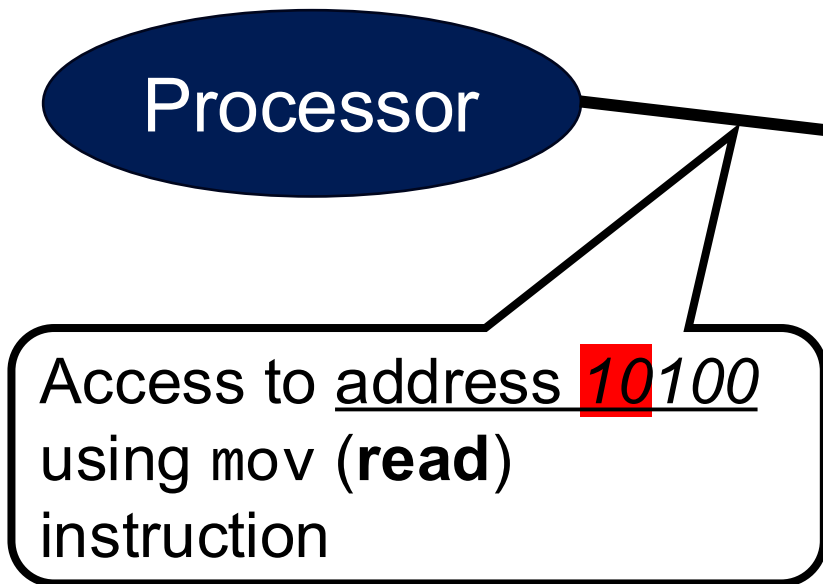 Processor
Access to address 10100
using mov (read)
instruction